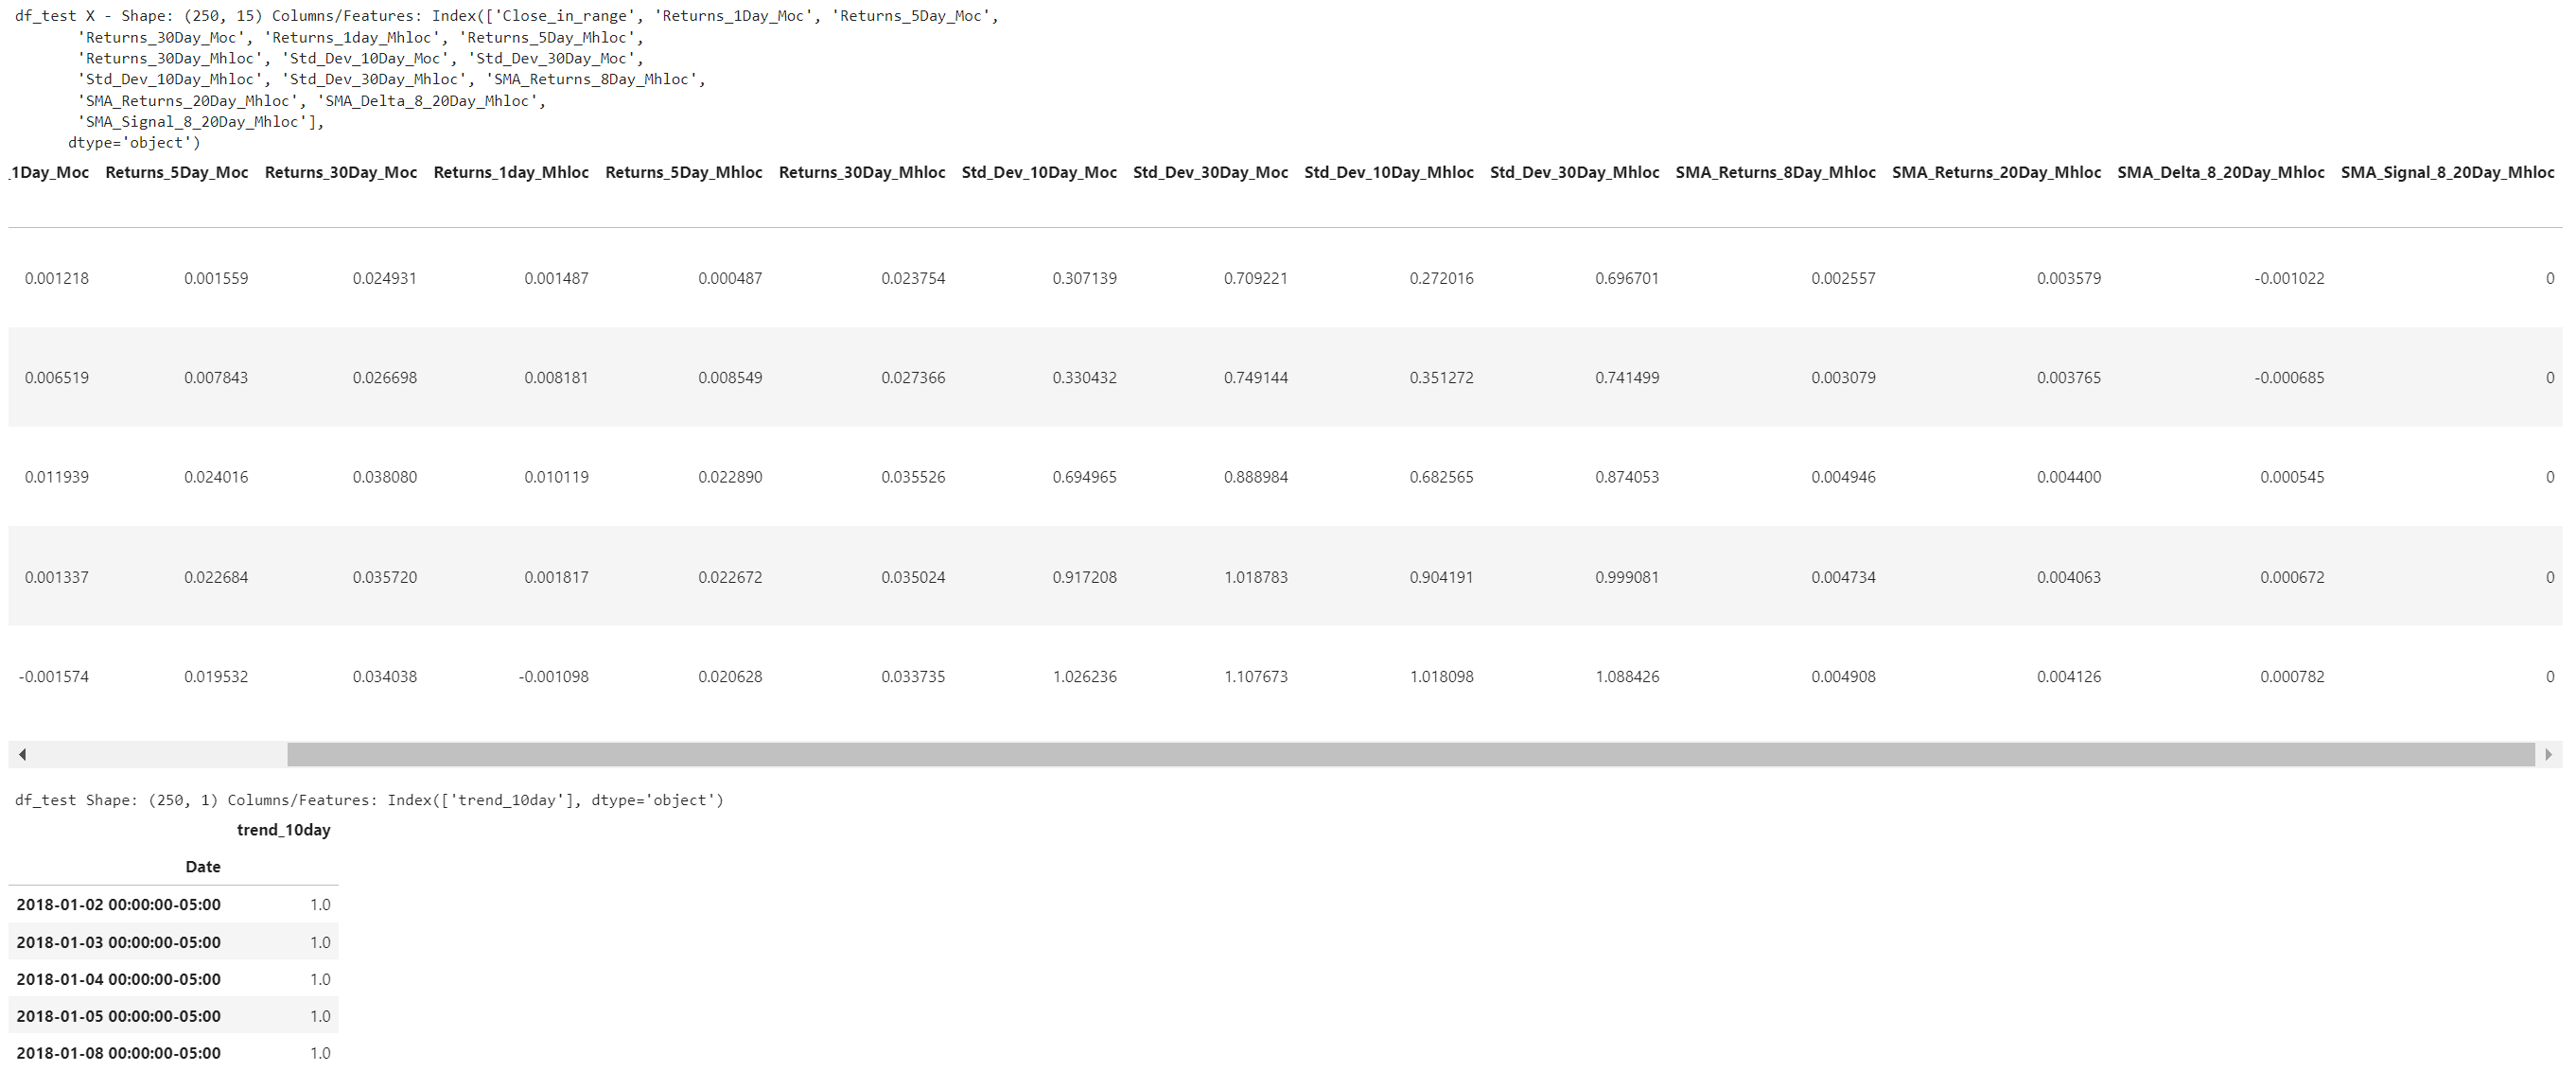 df_test X - Shape: (250, 15) Columns/Features: Index(['Close_in_range', 'Returns_1Day_Moc', 'Returns_5Day_Moc',
'Returns_30Day_Moc', 'Returns_1day_Mhloc', 'Returns_5Day_Mhloc',
'Returns_30Day_Mhloc', 'Std_Dev_10Day_Moc', 'Std_Dev_30Day_Moc',
'Std_Dev_10Day_Mhloc', 'Std_Dev_30Day_Mhloc', 'SMA_Returns_8Day_Mhloc',
'SMA_Returns_20Day_Mhloc', 'SMA_Delta_8_20Day_Mhloc',
'SMA_Signal_8_20Day_Mhloc'],
dtype='object')
_1Day_Moc Returns_5Day_Moc Returns_30Day_Moc Returns_1day_Mhloc Returns_5Day_Mhloc Returns_30Day_Mhloc Std_Dev_10Day_Moc Std_Dev_30Day_Moc Std_Dev_10Day_Mhloc Std_Dev_30Day_Mhloc SMA_Returns_8Day_Mhloc SMA_Returns_20Day_Mhloc SMA_Delta_8_20Day_Mhloc SMA_Signal_8_20Day_Mhloc
0.001218 0.001559 0.024931 0.001487 0.000487 0.023754 0.307139 0.709221 0.272016 0.696701 0.002557 0.003579 -0.001022 0
0.006519 0.007843 0.026698 0.008181 0.008549 0.027366 0.330432 0.749144 0.351272 0.741499 0.003079 0.003765 -0.000685 0
0.011939 0.024016 0.038080 0.010119 0.022890 0.035526 0.694965 0.888984 0.682565 0.874053 0.004946 0.004400 0.000545 0
0.001337 0.022684 0.035720 0.001817 0.022672 0.035024 0.917208 1.018783 0.904191 0.999081 0.004734 0.004063 0.000672 0
-0.001574 0.019532 0.034038 -0.001098 0.020628 0.033735 1.026236 1.107673 1.018098 1.088426 0.004908 0.004126 0.000782 0
df_test Shape: (250, 1) Columns/Features: Index(['trend_10day'], dtype='object')
trend_10day
Date
2018-01-02 00:00:00-05:00 1.0
2018-01-03 00:00:00-05:00 1.0
2018-01-04 00:00:00-05:00 1.0
2018-01-05 00:00:00-05:00 1.0
2018-01-08 00:00:00-05:00 1.0